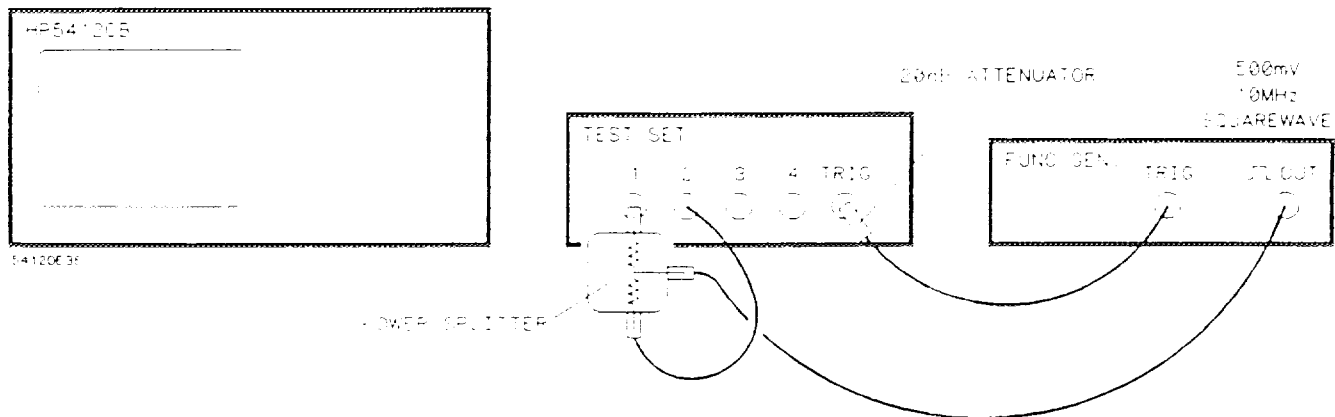 HP54120B
20dB ATTENUATOR
500mV
10MHz
SQUAREWAVE
TEST SET
1 2 3 4 TRIG
FUNC GEN.
TRIG
OUT
54120E36
POWER SPLITTER